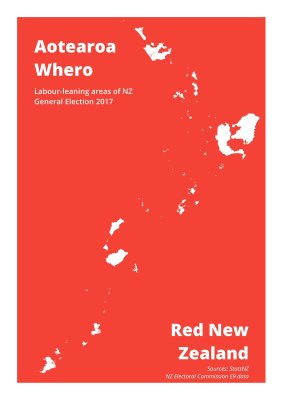 Aotearoa
Whero
Labour-leaning areas of NZ
General Election 2017
Red New
Zealand
Sources: StatsNZ
NZ Electoral Commission E9 data